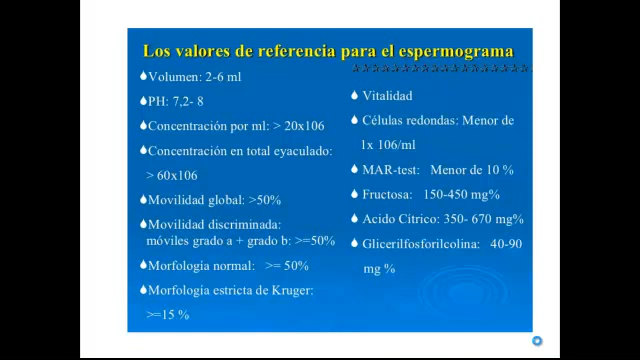 Los valores de referencia para el espermograma
Volumen: 2-6 ml
PH: 7,2- 8
Concentración por ml: > 20x106
Concentración en total eyaculado:
> 60x106
Movilidad global: >50%
Movilidad discriminada:
móviles grado a + grado b: >=50%
Morfología normal: >= 50%
Morfología estricta de Kruger:
>=15 %
Vitalidad
Células redondas: Menor de
1x 106/ml
MAR-test: Menor de 10 %
Fructosa: 150-450 mg%
Acido Cítrico: 350- 670 mg%
Glicerilfosforilcolina: 40-90
mg %